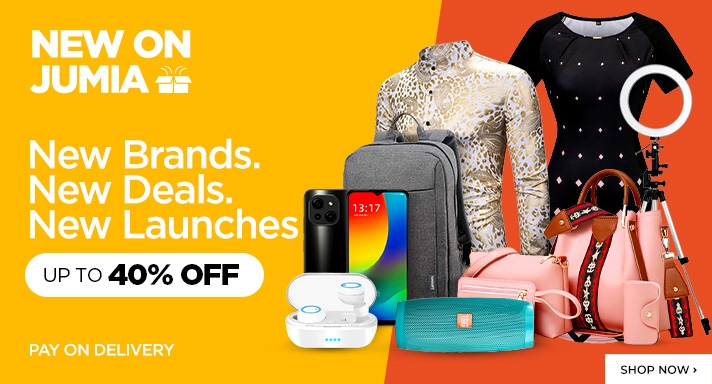 NEW ON
JUMIA
New Brands.
New Deals.
New Launches
UP TO 40% OFF
PAY ON DELIVERY
13:17
SHOP NOW ›